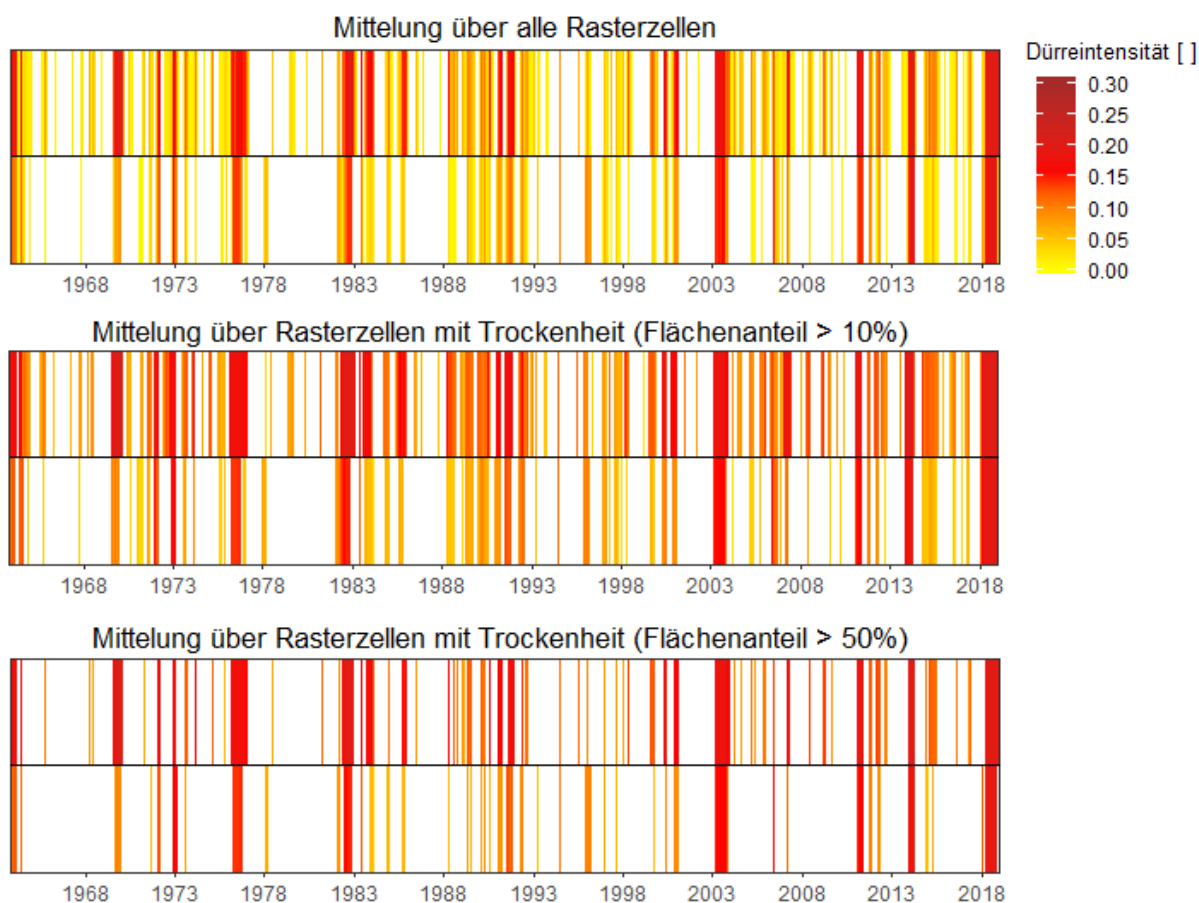 Mittelung über alle Rasterzellen
Dürreintensität [ ]
0.30
0.25
0.20
0.15
0.10
0.05
0.00
1968 1973 1978 1983 1988 1993 1998 2003 2008 2013 2018
Mittelung über Rasterzellen mit Trockenheit (Flächenanteil > 10%)
1968 1973 1978 1983 1988 1993 1998 2003 2008 2013 2018
Mittelung über Rasterzellen mit Trockenheit (Flächenanteil > 50%)
1968 1973 1978 1983 1988 1993 1998 2003 2008 2013 2018